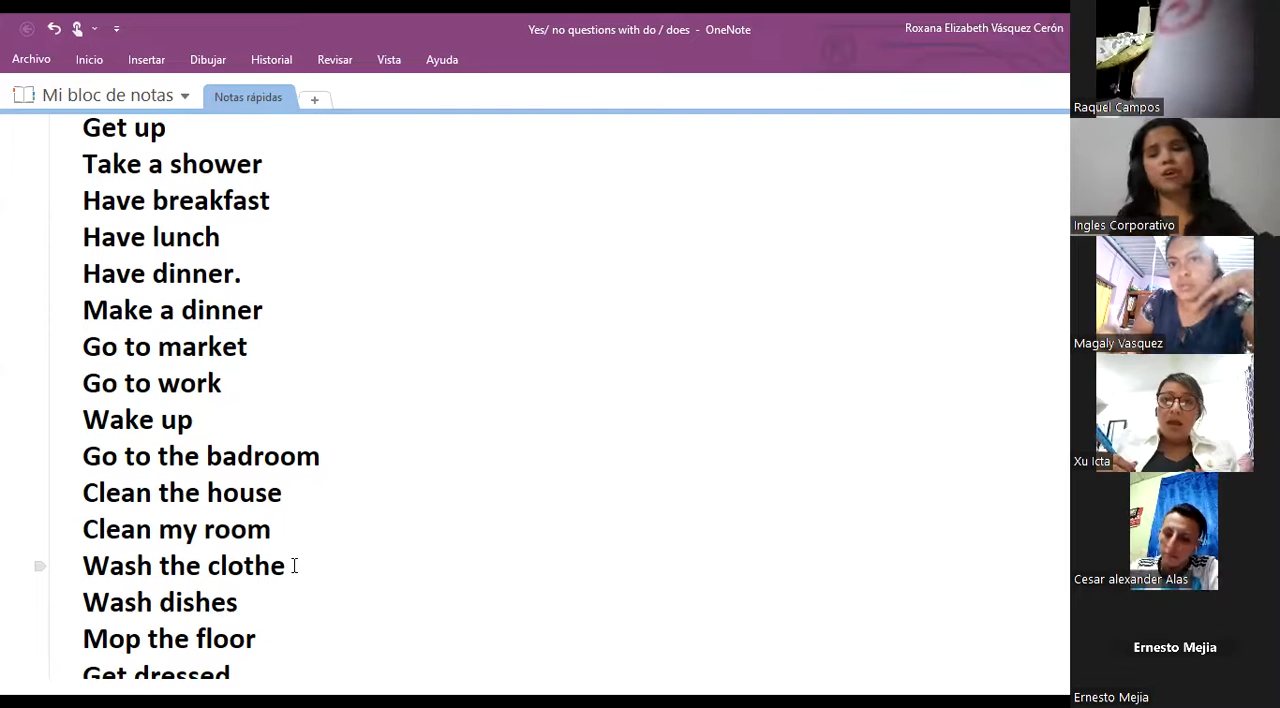 Yes/ no questions with do / does - OneNote
Roxana Elizabeth Vásquez Cerón
Archivo Inicio Insertar Dibujar Historial Revisar Vista Ayuda
Mi bloc de notas Notas rápidas
Get up
Take a shower
Have breakfast
Have lunch
Have dinner.
Make a dinner
Go to market
Go to work
Wake up
Go to the badroom
Clean the house
Clean my room
Wash the clothe
Wash dishes
Mop the floor
Get dressed
Raquel Campos
Ingles Corporativo
Magaly Vasquez
Xu Icta
Cesar alexander Alas
Ernesto Mejia
Ernesto Mejia